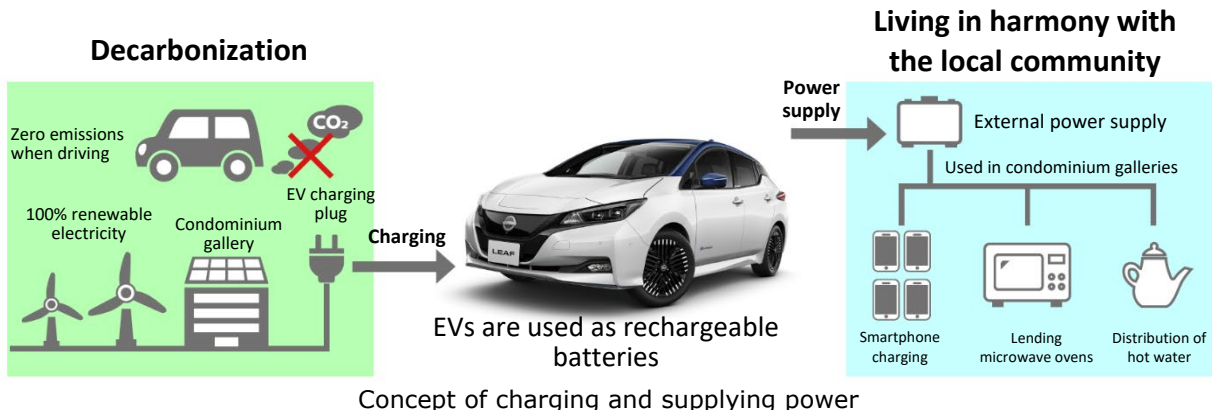 Decarbonization
Zero emissions
when driving
CO₂
EV charging
plug
100% renewable
electricity
Condominium
gallery
Charging
LEAF
EVs are used as rechargeable
batteries
Living in harmony with
the local community
Power
supply
External power supply
Used in condominium galleries
Smartphone
charging
Lending
microwave ovens
Distribution of
hot water
Concept of charging and supplying power